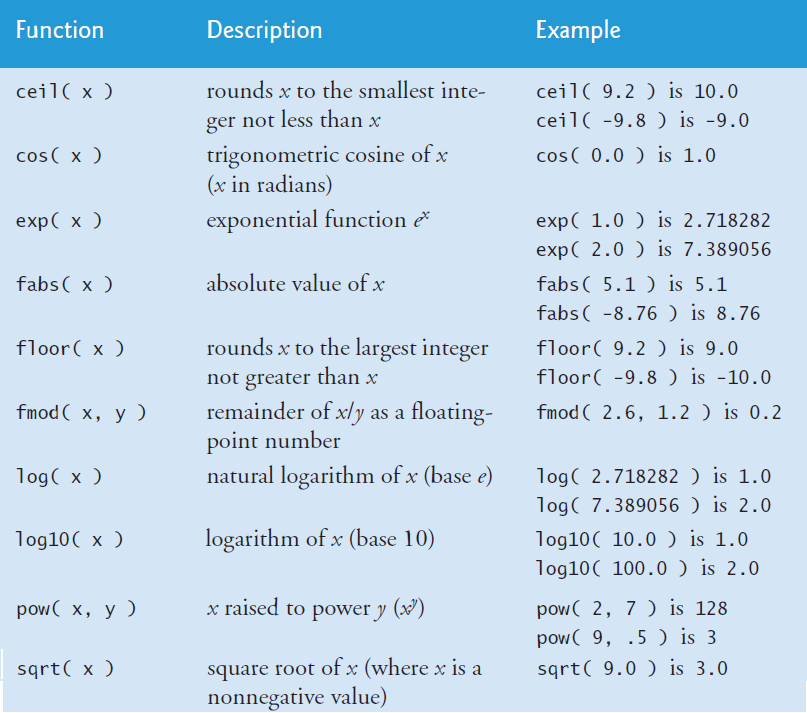 Function Description Example
ceil( x ) rounds x to the smallest inte- ceil( 9.2 ) is 10.0
ger not less than x ceil( -9.8 ) is -9.0
cos( x ) trigonometric cosine of x cos( 0.0 ) is 1.0
(x in radians)
exp( x ) exponential function eˣ exp( 1.0 ) is 2.718282
exp( 2.0 ) is 7.389056
fabs( x ) absolute value of x fabs( 5.1 ) is 5.1
fabs( -8.76 ) is 8.76
floor( x ) rounds x to the largest integer floor( 9.2 ) is 9.0
not greater than x floor( -9.8 ) is -10.0
fmod( x, y ) remainder of x/y as a floating- fmod( 2.6, 1.2 ) is 0.2
point number
log( x ) natural logarithm of x (base e) log( 2.718282 ) is 1.0
log( 7.389056 ) is 2.0
log10( x ) logarithm of x (base 10) log10( 10.0 ) is 1.0
log10( 100.0 ) is 2.0
pow( x, y ) x raised to power y (xʸ) pow( 2, 7 ) is 128
pow( 9, .5 ) is 3
sqrt( x ) square root of x (where x is a sqrt( 9.0 ) is 3.0
nonnegative value)